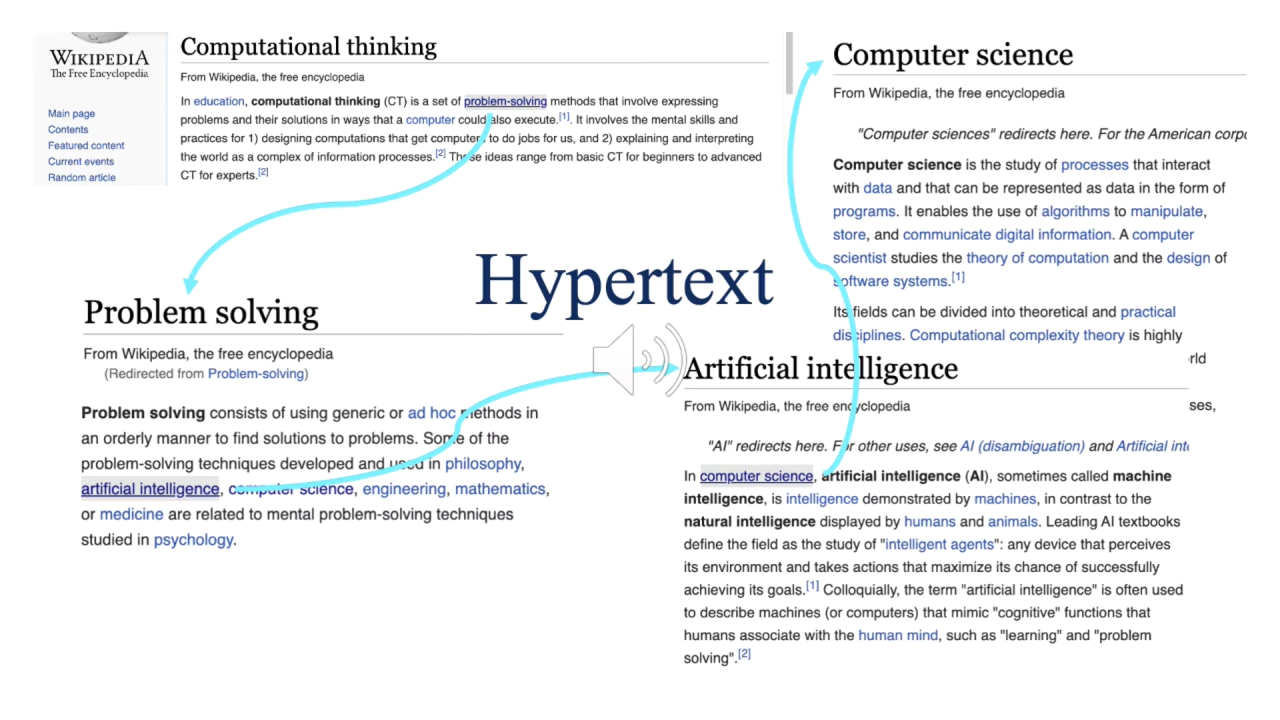 WIKIPEDIA
The Free Encyclopedia
Main page
Contents
Featured content
Current events
Random article
Computational thinking
From Wikipedia, the free encyclopedia
In education, computational thinking (CT) is a set of problem-solving methods that involve expressing
problems and their solutions in ways that a computer could also execute.[1]. It involves the mental skills and
practices for 1) designing computations that get computers to do jobs for us, and 2) explaining and interpreting
the world as a complex of information processes.[2] These ideas range from basic CT for beginners to advanced
CT for experts.[2]
Computer science
From Wikipedia, the free encyclopedia
"Computer sciences" redirects here. For the American corpo
Computer science is the study of processes that interact
with data and that can be represented as data in the form of
programs. It enables the use of algorithms to manipulate,
store, and communicate digital information. A computer
scientist studies the theory of computation and the design of
software systems.[1]
Its fields can be divided into theoretical and practical
disciplines. Computational complexity theory is highly
rld
ses,
Hypertext
Problem solving
From Wikipedia, the free encyclopedia
(Redirected from Problem-solving)
Problem solving consists of using generic or ad hoc methods in
an orderly manner to find solutions to problems. Some of the
problem-solving techniques developed and used in philosophy,
artificial intelligence, computer science, engineering, mathematics,
or medicine are related to mental problem-solving techniques
studied in psychology.
Artificial intelligence
From Wikipedia, the free encyclopedia
"AI" redirects here. For other uses, see AI (disambiguation) and Artificial inte
In computer science, artificial intelligence (AI), sometimes called machine
intelligence, is intelligence demonstrated by machines, in contrast to the
natural intelligence displayed by humans and animals. Leading AI textbooks
define the field as the study of "intelligent agents": any device that perceives
its environment and takes actions that maximize its chance of successfully
achieving its goals.[1] Colloquially, the term "artificial intelligence" is often used
to describe machines (or computers) that mimic "cognitive" functions that
humans associate with the human mind, such as "learning" and "problem
solving".[2]